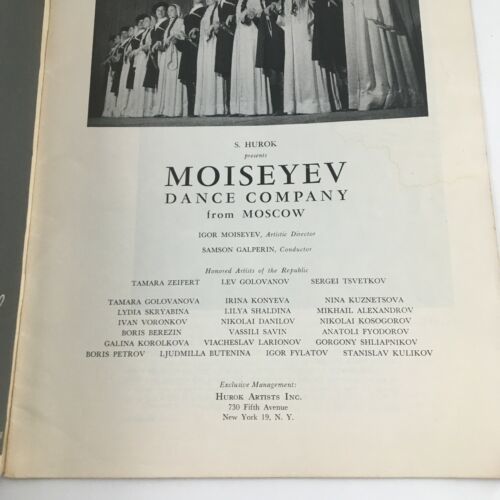 S. HUROK
presents
MOISEYEV
DANCE COMPANY
from MOSCOW
IGOR MOISEYEV, Artistic Director
SAMSON GALPERIN, Conductor
Honored Artists of the Republic
TAMARA ZEIFERT LEV GOLOVANOV SERGEI TSVETKOV
TAMARA GOLOVANOVA IRINA KONYEVA NINA KUZNETSOVA
LYDIA SKRYABINA LILYA SHALDINA MIKHAIL ALEXANDROV
IVAN VORONKOV NIKOLAI DANILOV NIKOLAI KOSOGOROV
BORIS BEREZIN VASSILI SAVIN ANATOLI FYODOROV
GALINA KOROLKOVA VIACHESLAV LARIONOV GORGONY SHLIAPNIKOV
BORIS PETROV LJUDMILLA BUTENINA IGOR FYLATOV STANISLAV KULIKOV
Exclusive Management:
HUROK ARTISTS INC.
730 Fifth Avenue
New York 19, N. Y.